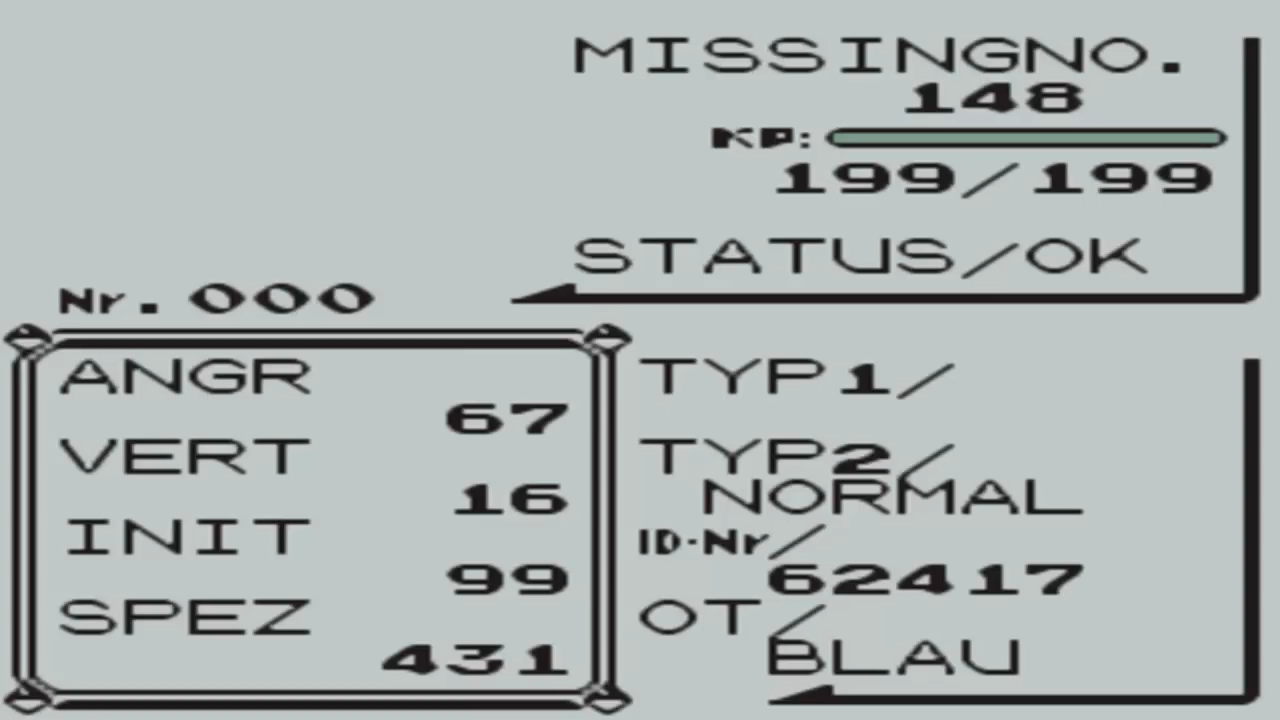 MISSINGNO.
148
KP:
199/199
STATUS/OK
Nr.000
ANGR
67
VERT
16
INIT
99
SPEZ
431
TYP1/
TYP2/
NORMAL
ID-Nr/
62417
OT/
BLAU